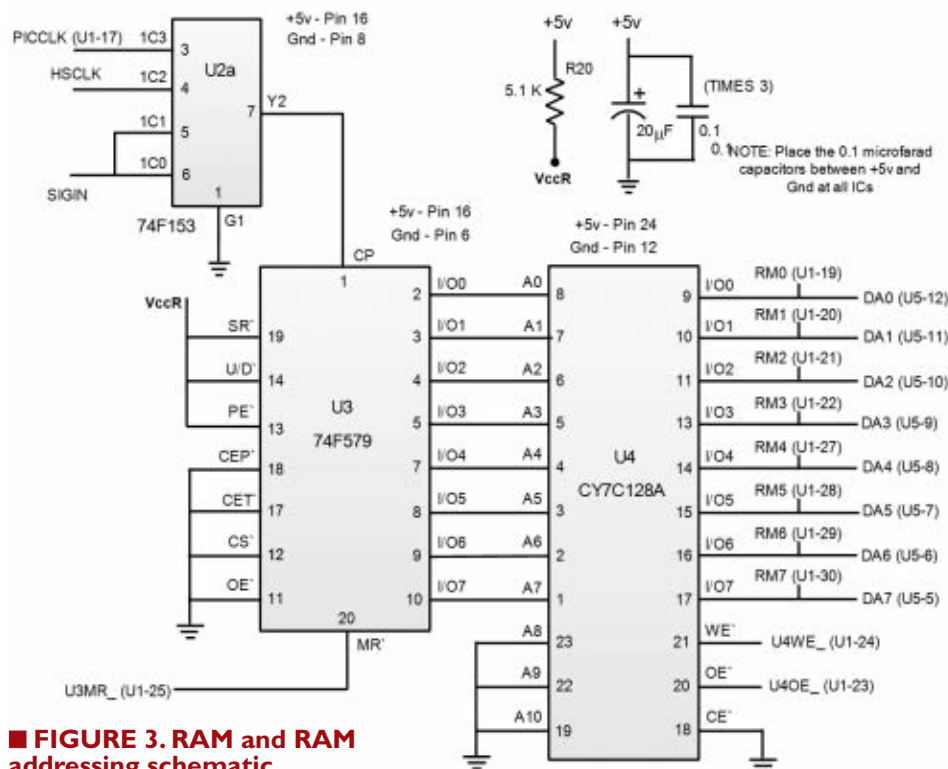 +5v - Pin 16
Gnd - Pin 8
PICCLK (U1-17)
1C3
3
HSCLK
1C2
4
U2a
7
Y2
1C1
5
1C0
6
SIGIN
1
G1
74F153
+5v
R20
5.1 K
VccR
+5v
+
20µF
(TIMES 3)
0.1
0.1
NOTE: Place the 0.1 microfarad
capacitors between +5v and
Gnd at all ICs
+5v - Pin 16
Gnd - Pin 6
CP
1
VccR
SR`
19
U/D`
14
PE`
13
CEP`
18
CET`
17
CS`
12
OE`
11
U3
74F579
20
MR`
U3MR_ (U1-25)
2 I/O0
3 I/O1
4 I/O2
5 I/O3
7 I/O4
8 I/O5
9 I/O6
10 I/O7
+5v - Pin 24
Gnd - Pin 12
A0 8
A1 7
A2 6
A3 5
A4 4
A5 3
A6 2
A7 1
A8 23
A9 22
A10 19
U4
CY7C128A
9 I/O0 RM0 (U1-19) DA0 (U5-12)
10 I/O1 RM1 (U1-20) DA1 (U5-11)
11 I/O2 RM2 (U1-21) DA2 (U5-10)
13 I/O3 RM3 (U1-22) DA3 (U5-9)
14 I/O4 RM4 (U1-27) DA4 (U5-8)
15 I/O5 RM5 (U1-28) DA5 (U5-7)
16 I/O6 RM6 (U1-29) DA6 (U5-6)
17 I/O7 RM7 (U1-30) DA7 (U5-5)
21 WE` U4WE_ (U1-24)
20 OE` U4OE_ (U1-23)
18 CE`
■ FIGURE 3. RAM and RAM
addressing schematic